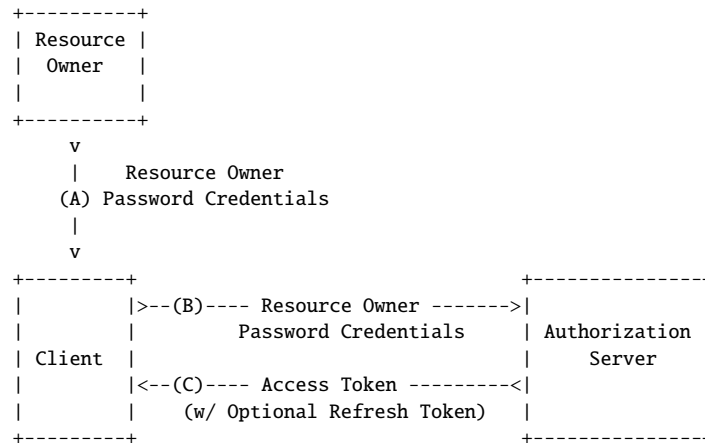 +----------+
| Resource |
|  Owner   |
|          |
+----------+
     v
     |    Resource Owner
    (A) Password Credentials
     |
     v
+---------+                                  +---------------
|         |>--(B)---- Resource Owner ------->|
|         |         Password Credentials     | Authorization
| Client  |                                  |     Server
|         |<--(C)---- Access Token ---------<|
|         |    (w/ Optional Refresh Token)   |
+---------+                                  +---------------